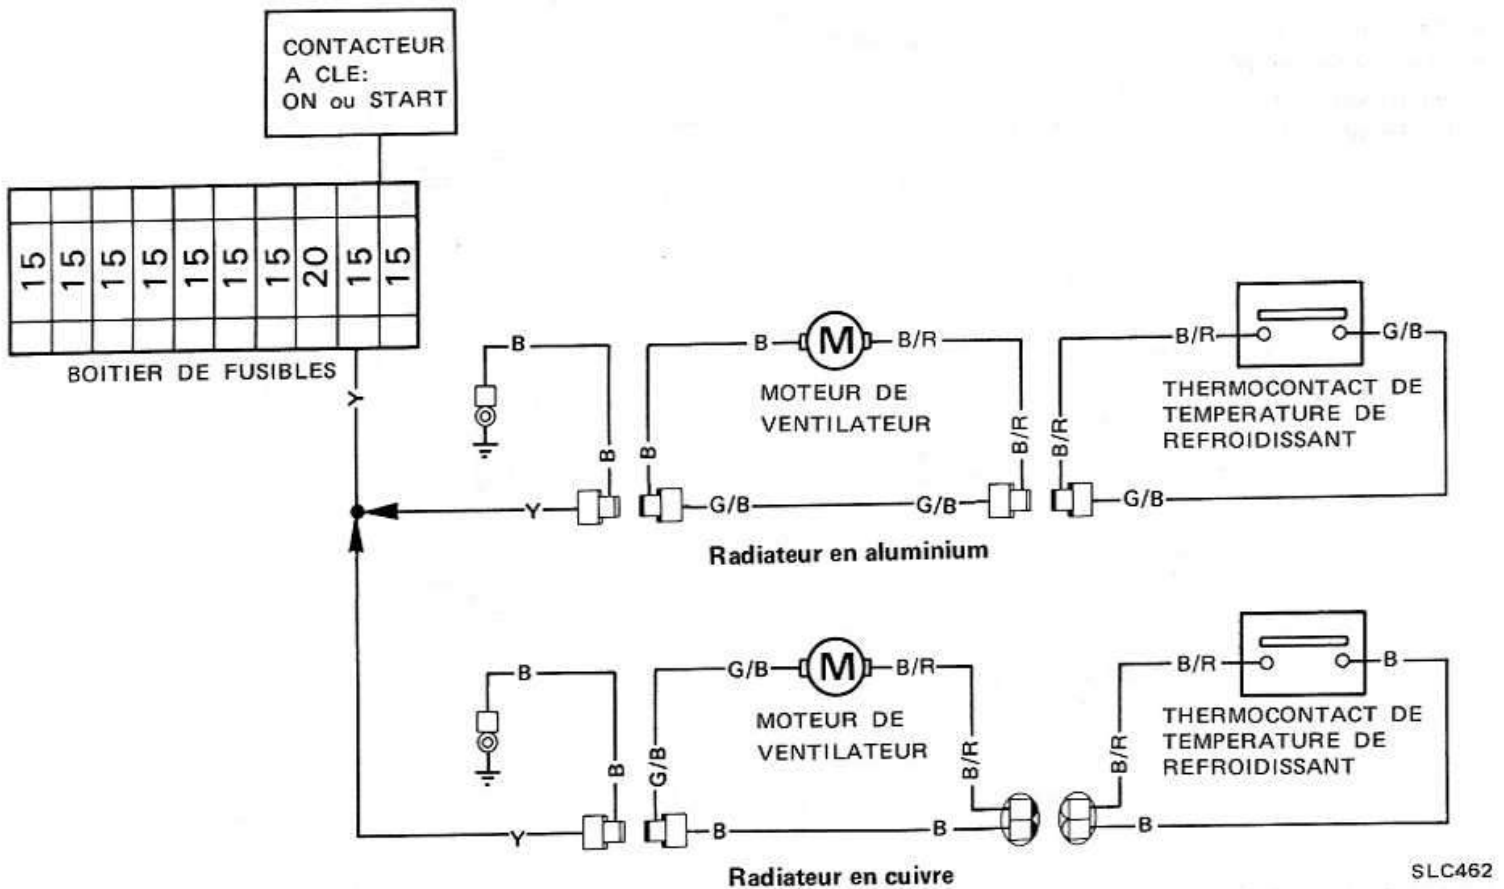 CONTACTEUR
A CLE:
ON ou START
15 15 15 15 15 15 15 20 15 15
BOITIER DE FUSIBLES
Y
B
B
Y
B
B
B/R
B/R
G/B
G/B
M
MOTEUR DE
VENTILATEUR
B/R
B/R
G/B
G/B
THERMOCONTACT DE
TEMPERATURE DE
REFROIDISSANT
Radiateur en aluminium
B
B
Y
G/B
G/B
B/R
B/R
B
B
M
MOTEUR DE
VENTILATEUR
B/R
B/R
B
B
THERMOCONTACT DE
TEMPERATURE DE
REFROIDISSANT
Radiateur en cuivre
SLC462